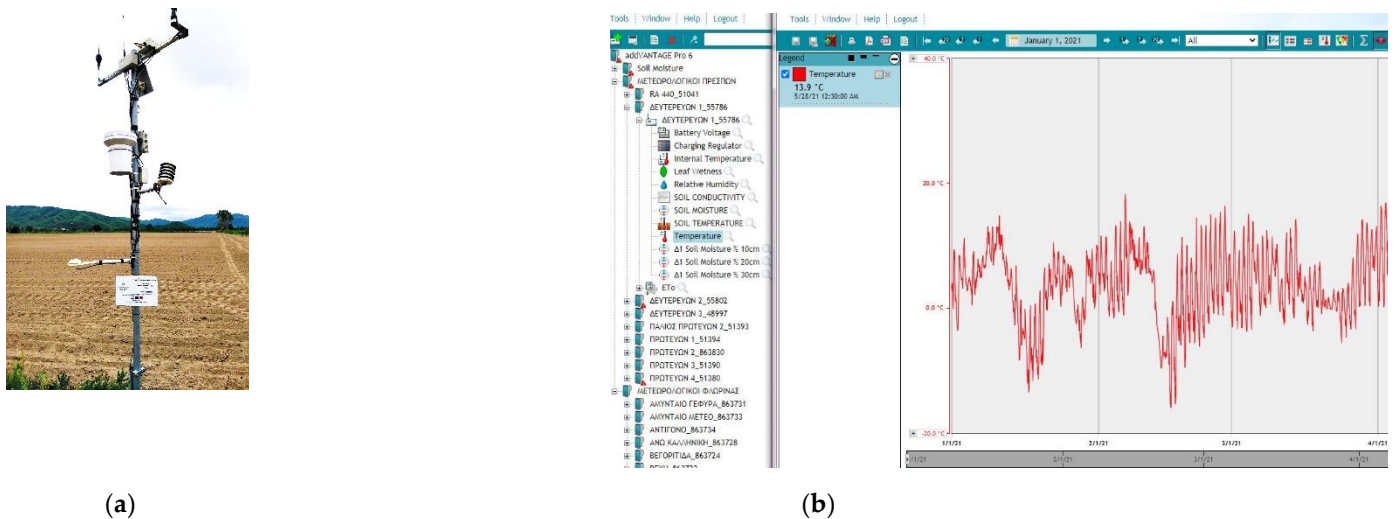 Tools Window Help Logout
addVANTAGE Pro 6
Soil Moisture
ΜΕΤΕΩΡΟΛΟΓΙΚΟΙ ΠΡΕΣΠΩΝ
RA 440_51041
ΔΕΥΤΕΡΕΥΩΝ 1_55786
ΔΕΥΤΕΡΕΥΩΝ 1_55786
Battery Voltage
Charging Regulator
Internal Temperature
Leaf Wetness
Relative Humidity
SOIL CONDUCTIVITY
SOIL MOISTURE
SOIL TEMPERATURE
Temperature
Δ1 Soil Moisture % 10cm
Δ1 Soil Moisture % 20cm
Δ1 Soil Moisture % 30cm
ETo
ΔΕΥΤΕΡΕΥΩΝ 2_55802
ΔΕΥΤΕΡΕΥΩΝ 3_48997
ΠΑΛΙΟΣ ΠΡΩΤΕΥΩΝ 2_51393
ΠΡΩΤΕΥΩΝ 1_51394
ΠΡΩΤΕΥΩΝ 2_863830
ΠΡΩΤΕΥΩΝ 3_51390
ΠΡΩΤΕΥΩΝ 4_51380
ΜΕΤΕΩΡΟΛΟΓΙΚΟΙ ΦΛΩΡΙΝΑΣ
ΑΜΥΝΤΑΙΟ ΓΕΦΥΡΑ_863731
ΑΜΥΝΤΑΙΟ ΜΕΤΕΟ_863733
ΑΝΤΙΓΟΝΟ_863734
ΑΝΩ ΚΑΛΛΗΝΙΚΗ_863728
ΒΕΓΟΡΙΤΙΔΑ_863724
Tools Window Help Logout
January 1, 2021
All
Legend
Temperature
13.9 °C
5/28/21 12:30:00 AM
40.0 °C
20.0 °C
0.0 °C
-20.0 °C
1/1/21 2/1/21 3/1/21 4/1/21
1/1/21 2/1/21 3/1/21 4/1/21
(a) (b)